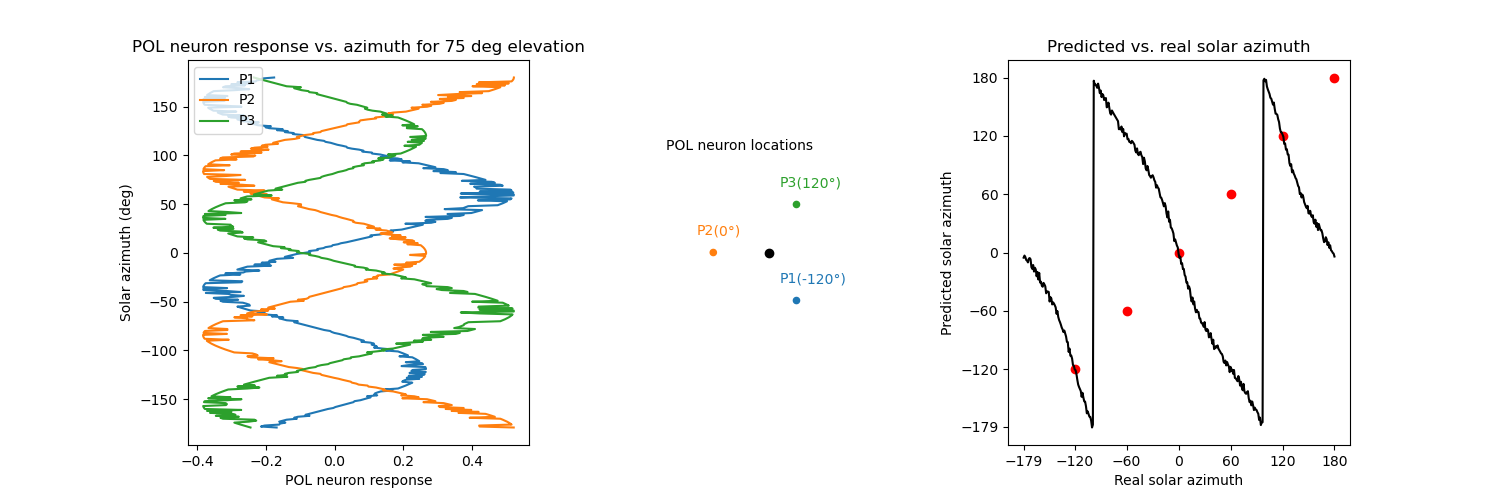 POL neuron response vs. azimuth for 75 deg elevation
P1
P2
P3
150
100
50
0
−50
−100
−150
Solar azimuth (deg)
−0.4 −0.2 0.0 0.2 0.4
POL neuron response
POL neuron locations
P3(120°)
P2(0°)
P1(-120°)
Predicted vs. real solar azimuth
180
120
60
0
−60
−120
−179
Predicted solar azimuth
−179 −120 −60 0 60 120 180
Real solar azimuth